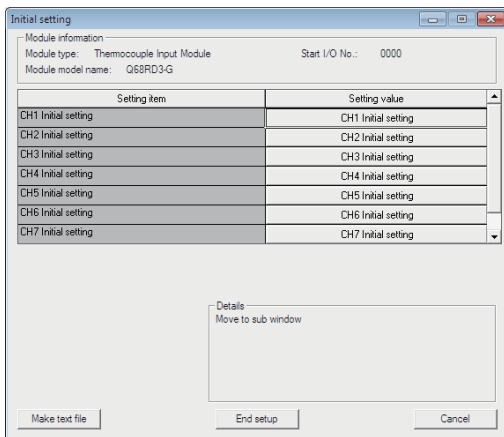 Initial setting
Module information
Module type: Thermocouple Input Module Start I/O No.: 0000
Module model name: Q68RD3-G
Setting item Setting value
CH1 Initial setting CH1 Initial setting
CH2 Initial setting CH2 Initial setting
CH3 Initial setting CH3 Initial setting
CH4 Initial setting CH4 Initial setting
CH5 Initial setting CH5 Initial setting
CH6 Initial setting CH6 Initial setting
CH7 Initial setting CH7 Initial setting
Details
Move to sub window
Make text file End setup Cancel